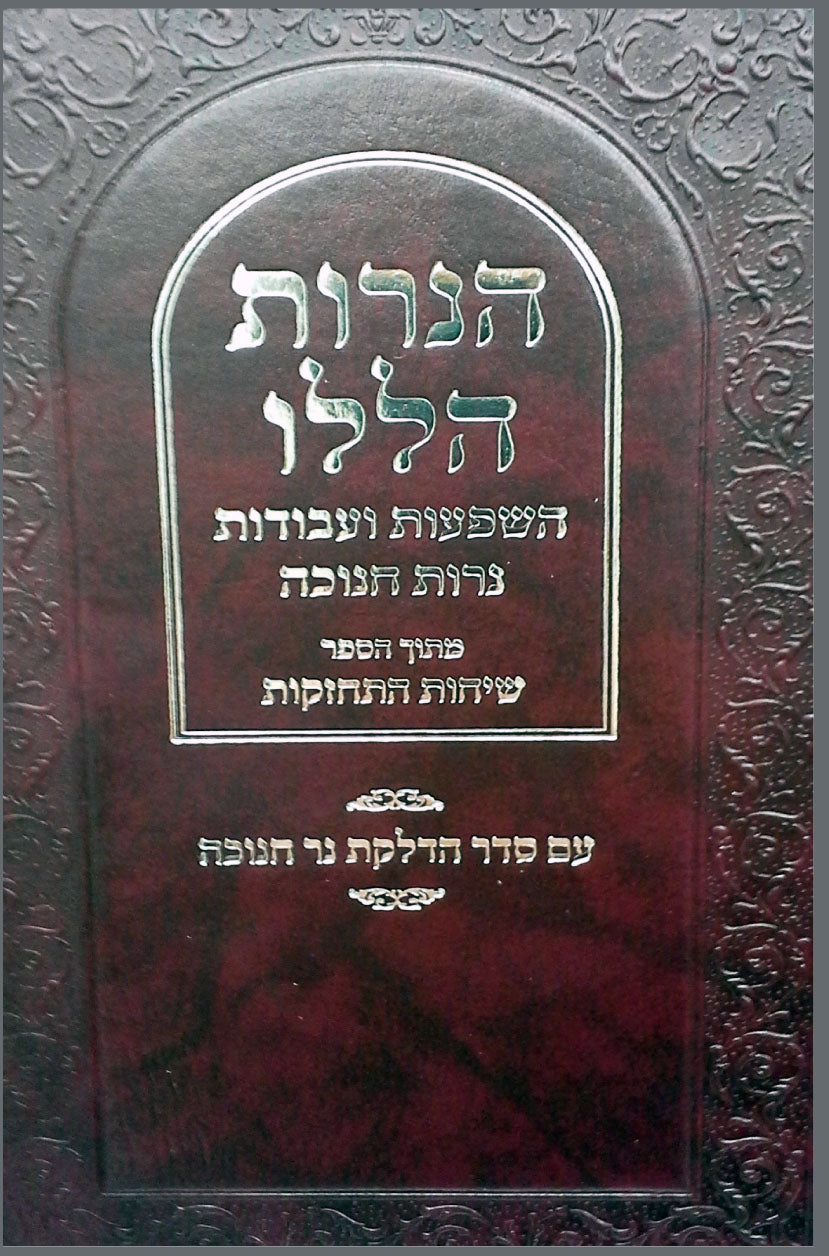 הנרות
הללו
השפעות ועבודות
נרות חנוכה
מתוך הספר
שיחות התחזקות
עם סדר הדלקת נר חנוכה